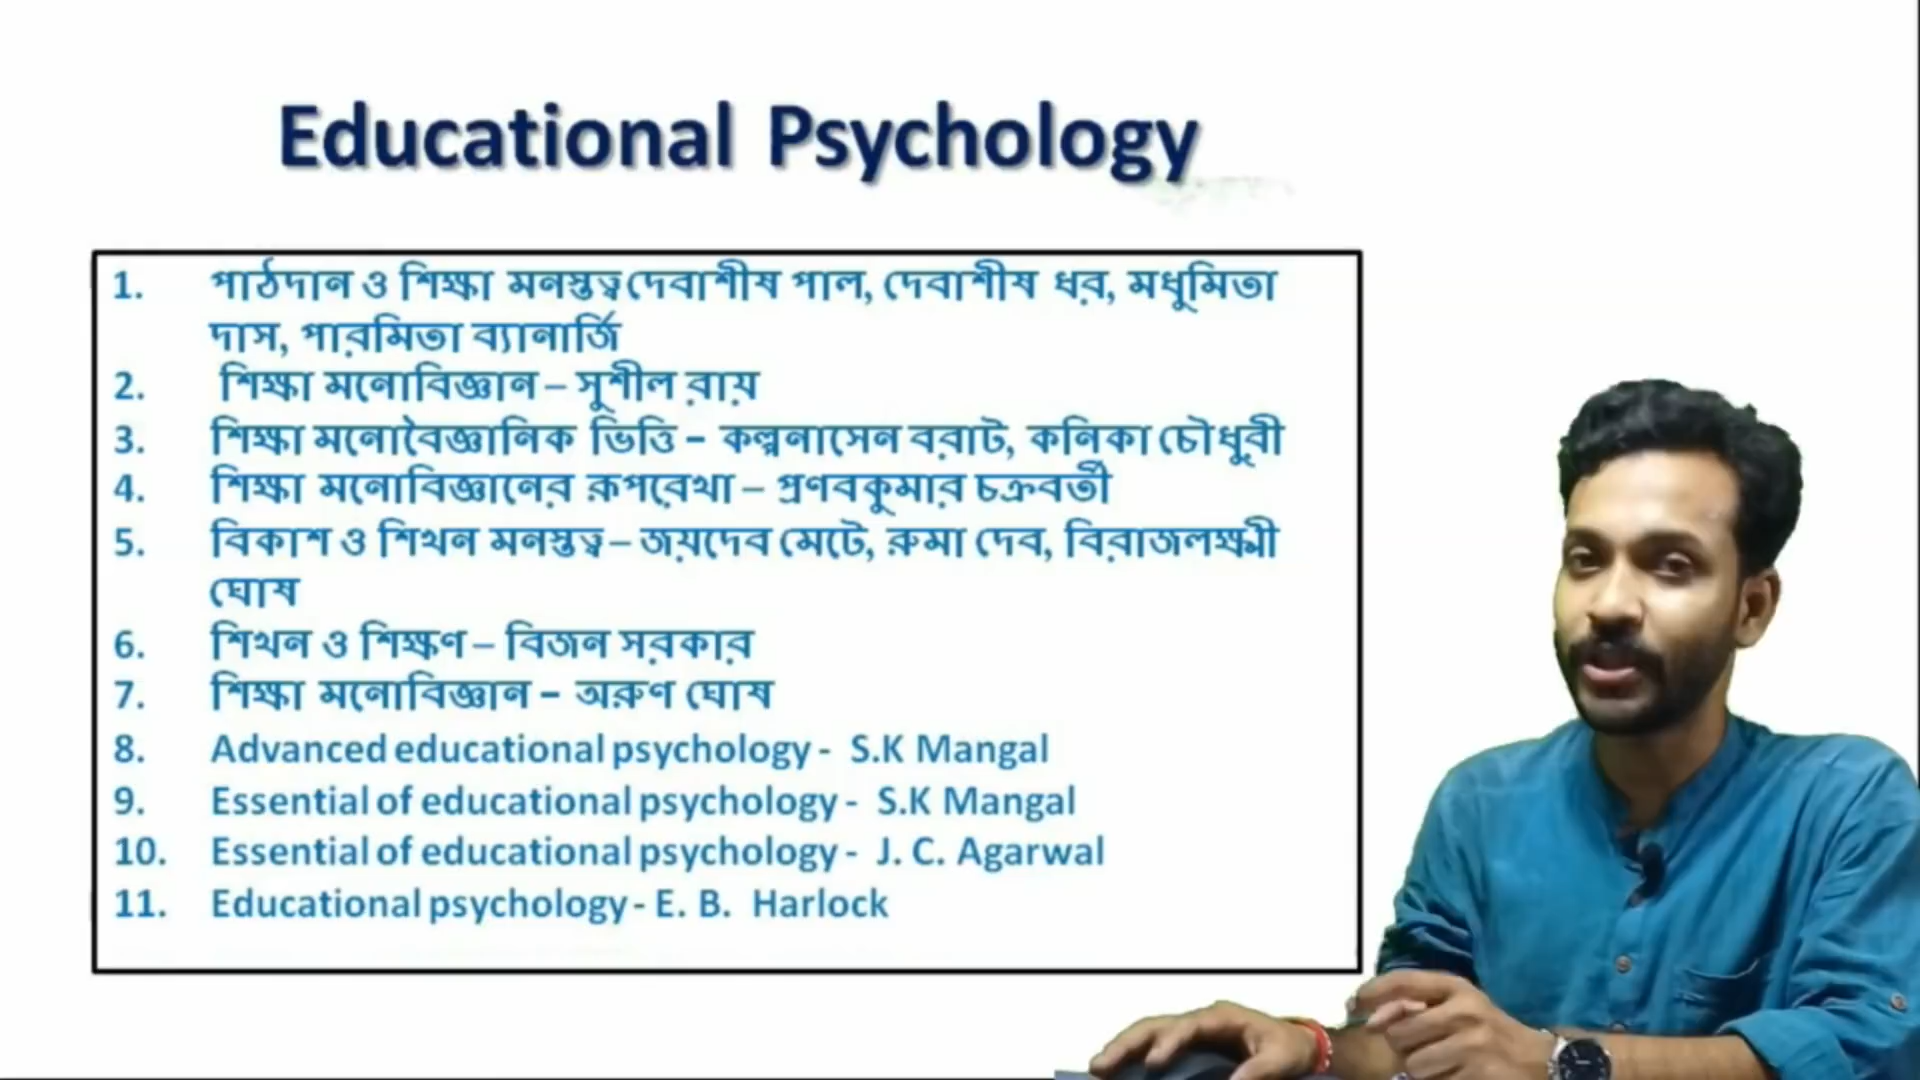 Educational Psychology
1. পাঠদান ও শিক্ষা মনস্তত্ত্ব দেবাশীষ পাল, দেবাশীষ ধর, মধুমিতা
দাস, পারমিতা ব্যানার্জি
2. শিক্ষা মনোবিজ্ঞান – সুশীল রায়
3. শিক্ষা মনোবৈজ্ঞানিক ভিত্তি – কল্পনাসেন বরাট, কনিকা চৌধুরী
4. শিক্ষা মনোবিজ্ঞানের রূপরেখা – প্রণবকুমার চক্রবর্তী
5. বিকাশ ও শিখন মনস্তত্ত্ব – জয়দেব মেটে, রুমা দেব, বিরাজলক্ষ্মী
ঘোষ
6. শিখন ও শিক্ষণ – বিজন সরকার
7. শিক্ষা মনোবিজ্ঞান – অরুণ ঘোষ
8. Advanced educational psychology - S.K Mangal
9. Essential of educational psychology - S.K Mangal
10. Essential of educational psychology - J. C. Agarwal
11. Educational psychology - E. B. Harlock